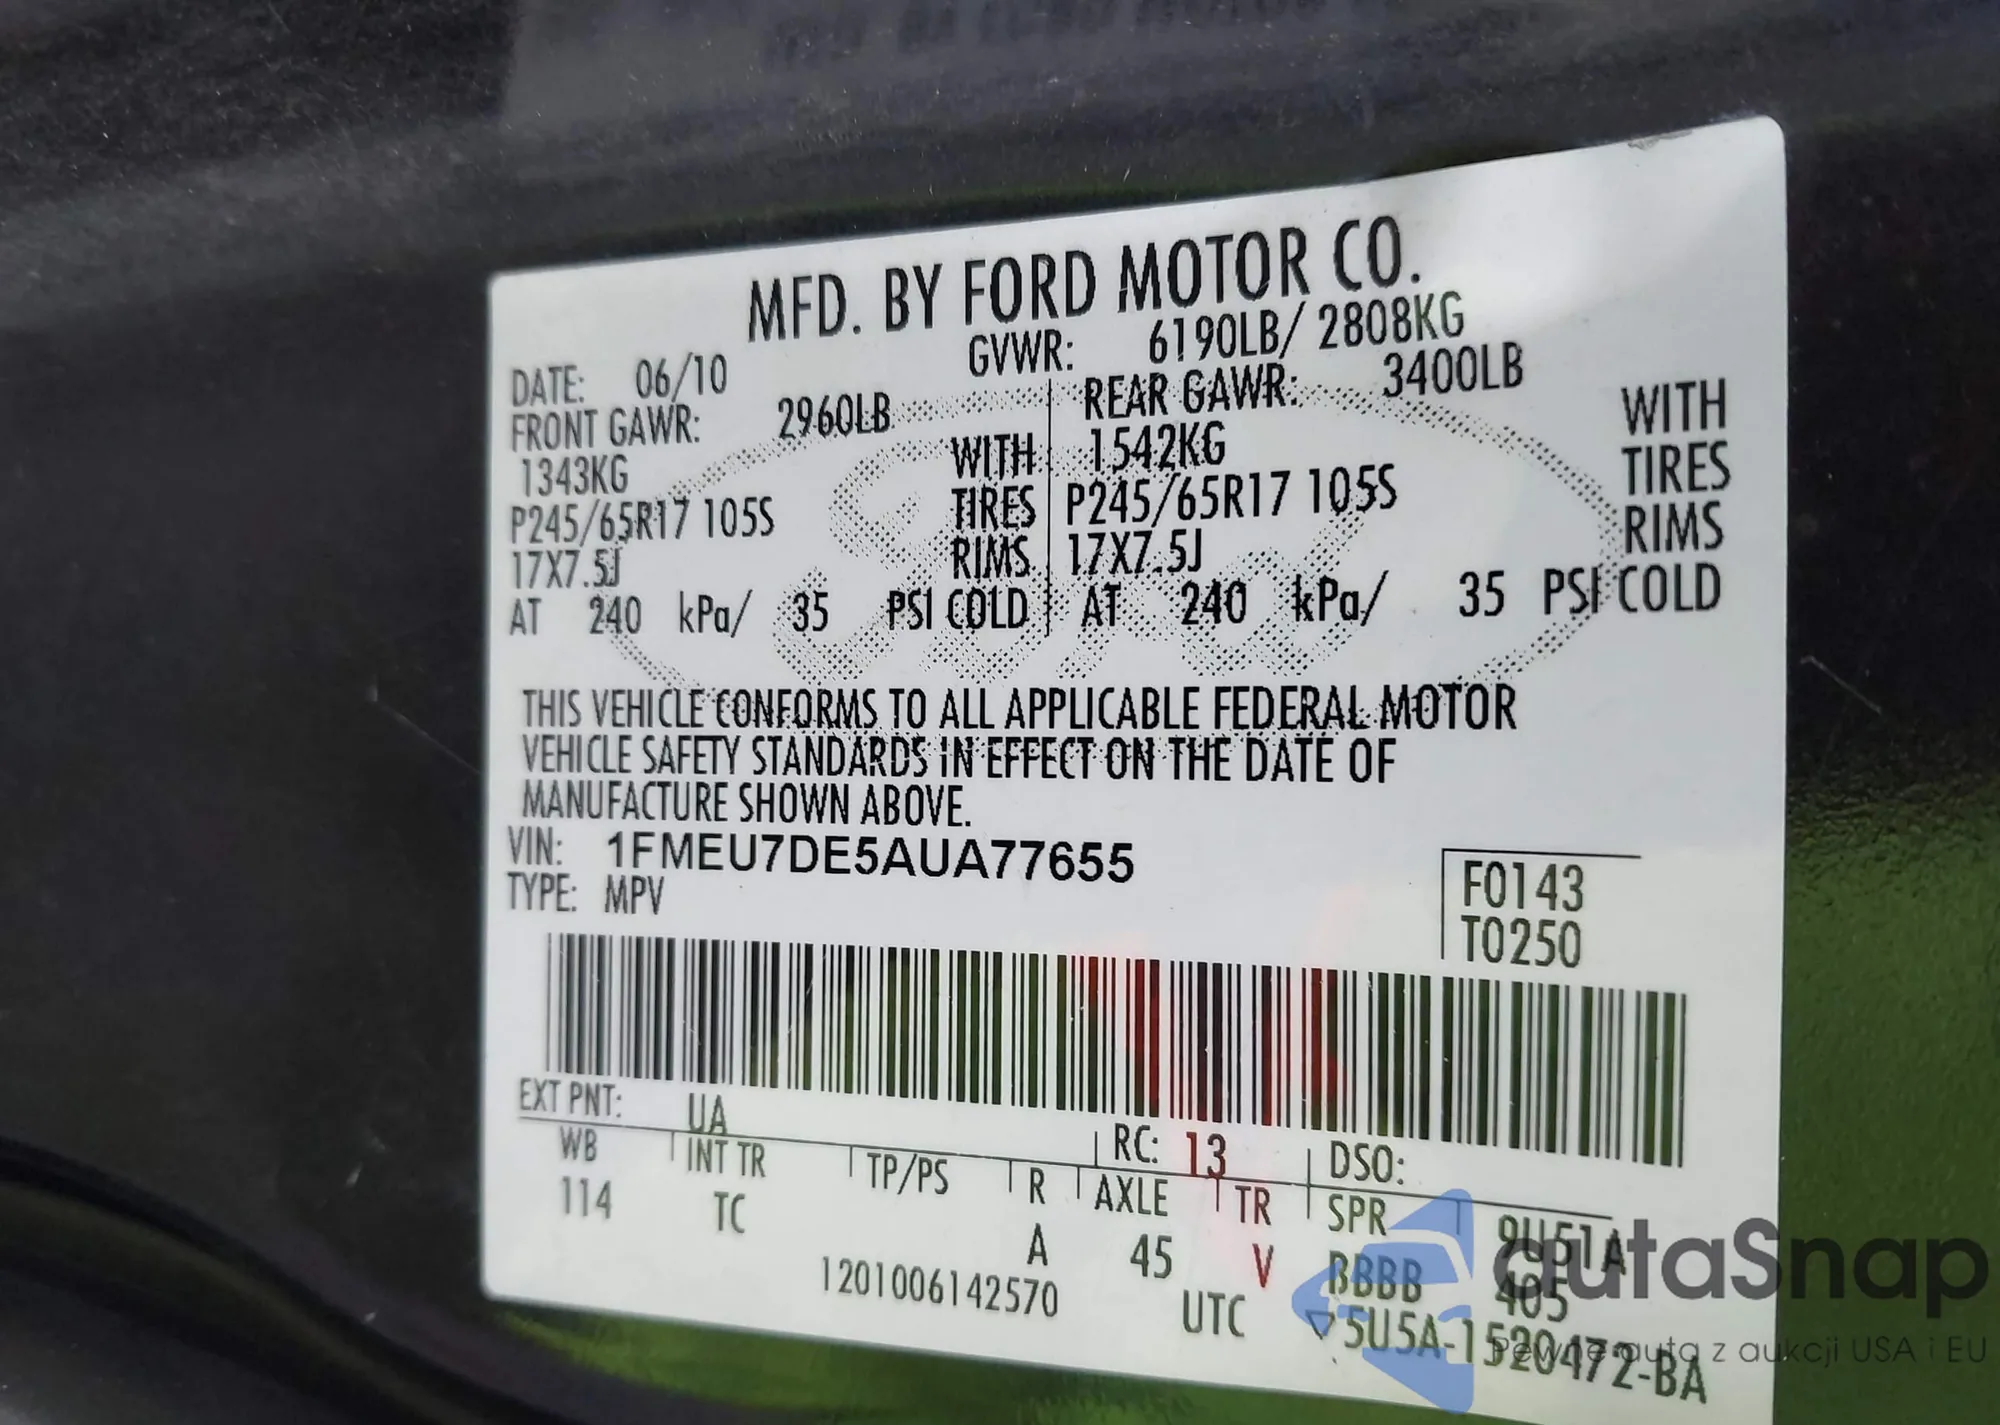 MFD. BY FORD MOTOR CO.
DATE: 06/10 GVWR: 6190LB/ 2808KG
FRONT GAWR: 2960LB REAR GAWR: 3400LB
1343KG WITH 1542KG WITH
P245/65R17 105S TIRES P245/65R17 105S TIRES
17X7.5J RIMS 17X7.5J RIMS
AT 240 kPa/ 35 PSI COLD AT 240 kPa/ 35 PSI COLD
THIS VEHICLE CONFORMS TO ALL APPLICABLE FEDERAL MOTOR
VEHICLE SAFETY STANDARDS IN EFFECT ON THE DATE OF
MANUFACTURE SHOWN ABOVE.
VIN: 1FMEU7DE5AUA77655
TYPE: MPV
F0143
T0250
EXT PNT: UA RC: 13 DSO:
WB INT TR TP/PS R AXLE TR SPR 9U51A
114 TC A 45 V BBBB 405
1201006142570 UTC ▽5U5A-1520472-BA
autaSnap
Pewne auta z aukcji USA i EU